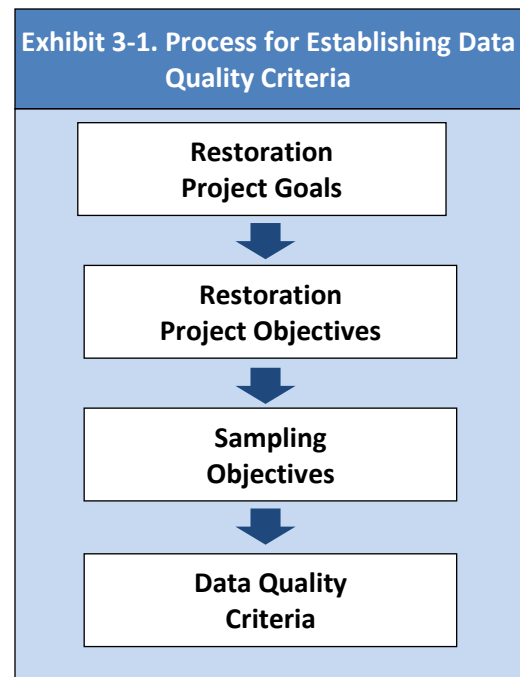 Exhibit 3-1. Process for Establishing Data
Quality Criteria
Restoration
Project Goals
Restoration
Project Objectives
Sampling
Objectives
Data Quality
Criteria